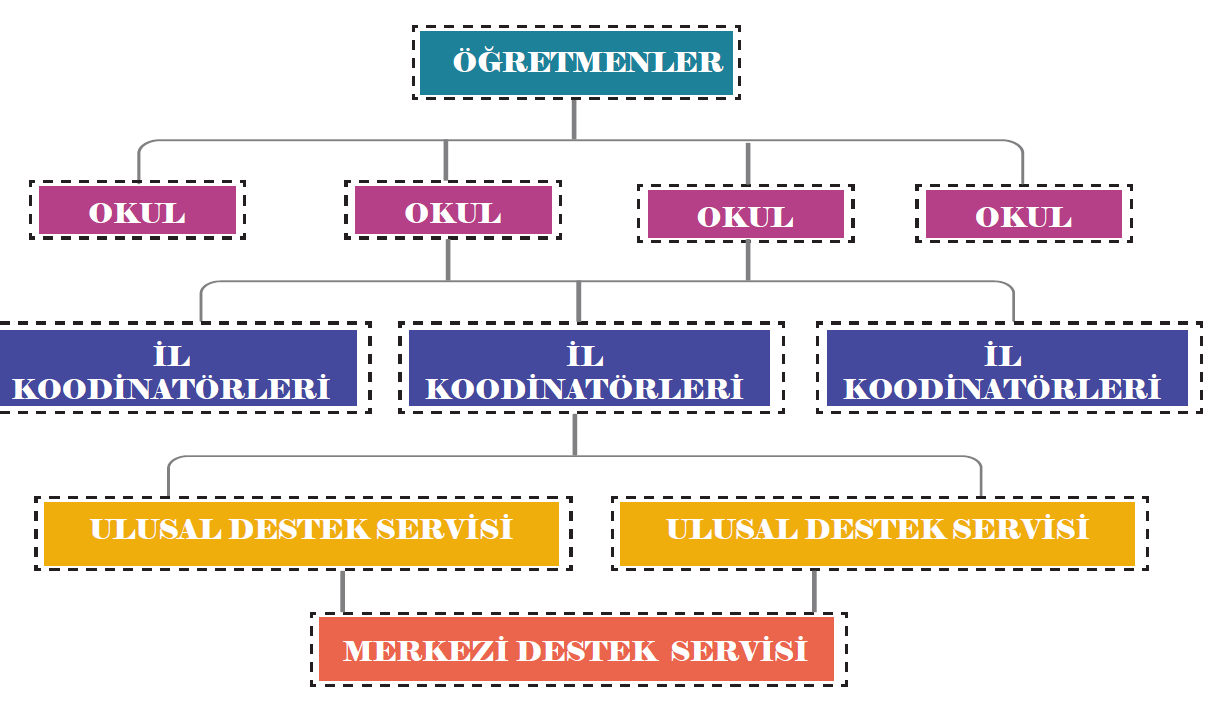 ÖĞRETMENLER
OKUL
OKUL
OKUL
OKUL
İL
KOODİNATÖRLERİ
İL
KOODİNATÖRLERİ
İL
KOODİNATÖRLERİ
ULUSAL DESTEK SERVİSİ
ULUSAL DESTEK SERVİSİ
MERKEZİ DESTEK SERVİSİ